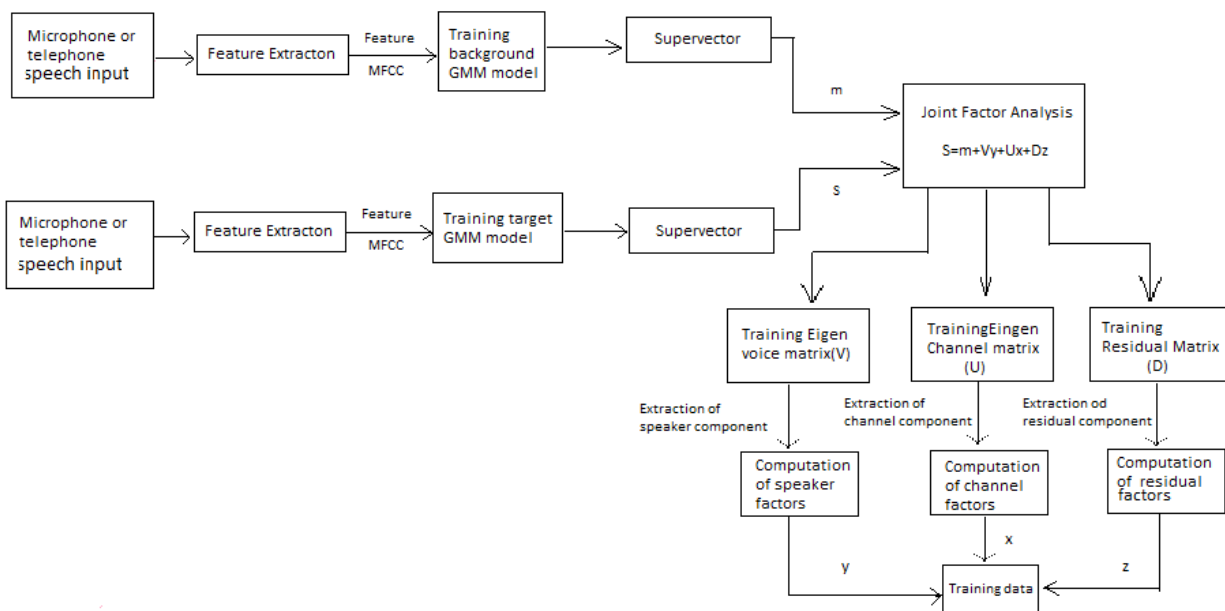 Microphone or
telephone
speech input
Feature Extracton
Feature
MFCC
Training
background
GMM model
Supervector
m
Joint Factor Analysis
S=m+Vy+Ux+Dz
Microphone or
telephone
speech input
Feature Extracton
Feature
MFCC
Training target
GMM model
Supervector
S
Training Eigen
voice matrix(V)
TrainingEingen
Channel matrix
(U)
Training
Residual Matrix
(D)
Extraction of
speaker component
Extraction of
channel component
Extraction od
residual component
Computation
of speaker
factors
Computation
of channel
factors
Computation
of residual
factors
y
x
z
Training data